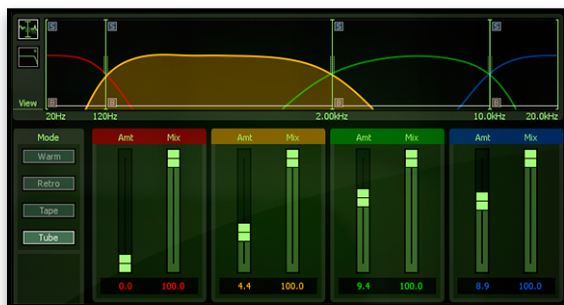 S S S S
View B B B B
20Hz 120Hz 2.00kHz 10.0kHz 20.0kHz
Mode Amt Mix Amt Mix Amt Mix Amt Mix
Warm
Retro
Tape
Tube
0.0 100.0 4.4 100.0 9.4 100.0 8.9 100.0